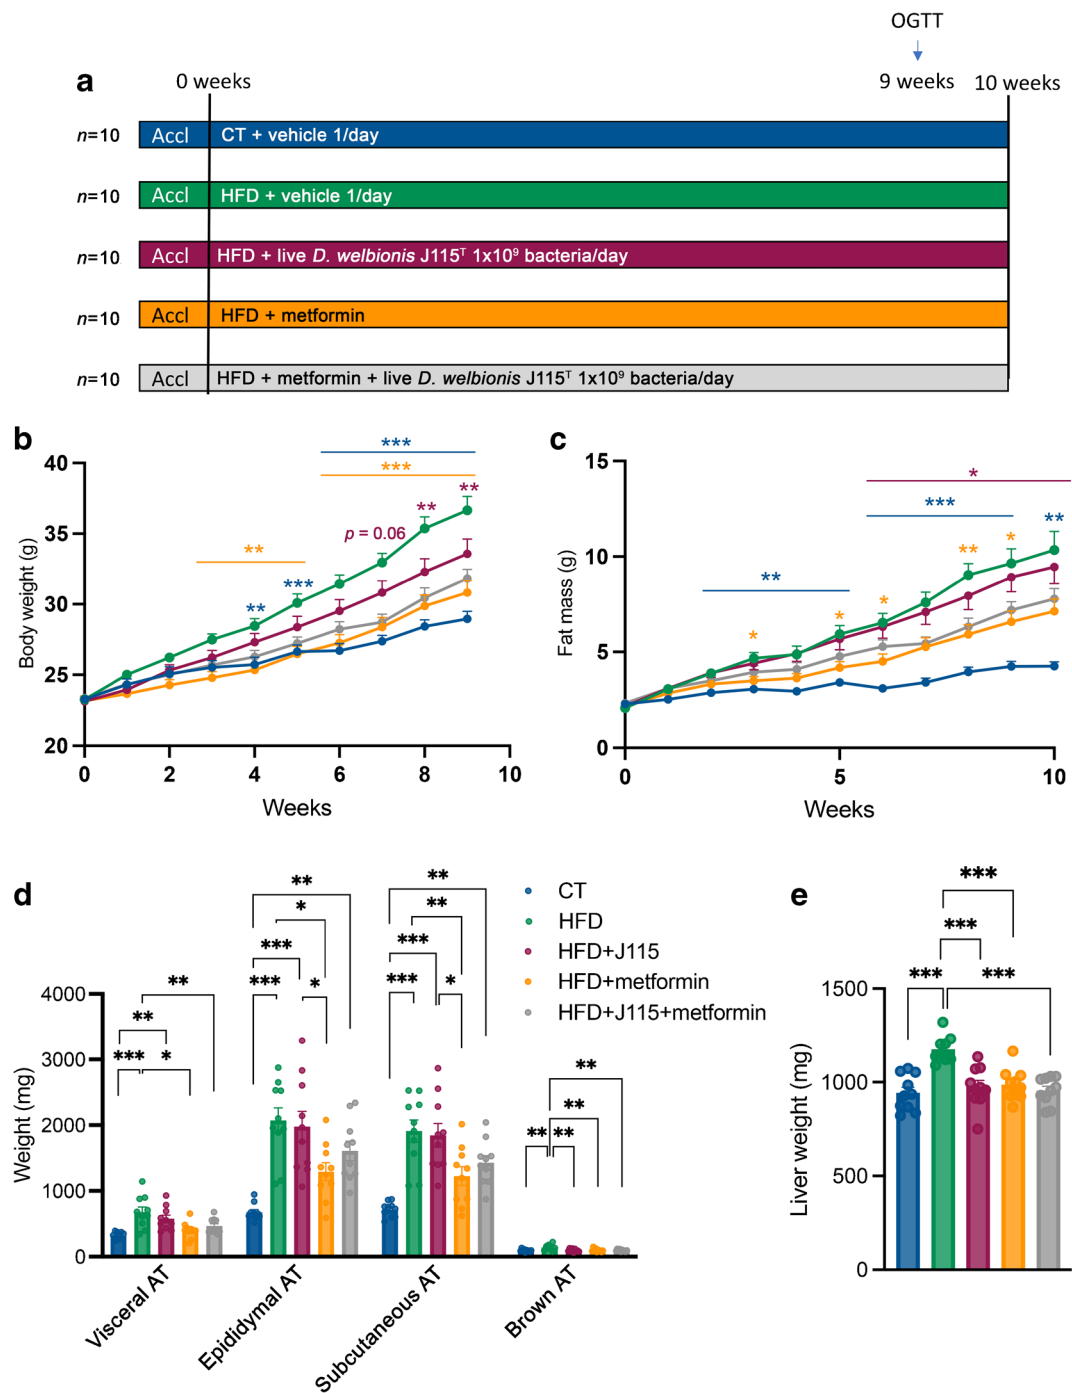 OGTT
a
0 weeks
9 weeks
10 weeks
n=10
Accl
CT + vehicle 1/day
n=10
Accl
HFD + vehicle 1/day
n=10
Accl
HFD + live D. welbionis J115ᵀ 1x10⁹ bacteria/day
n=10
Accl
HFD + metformin
n=10
Accl
HFD + metformin + live D. welbionis J115ᵀ 1x10⁹ bacteria/day
b
***
***
**
**
***
p = 0.06
**
**
Body weight (g)
40
35
30
25
20
0
2
4
6
8
10
Weeks
c
*
***
**
**
*
*
*
**
*
Fat mass (g)
15
10
5
0
0
5
10
Weeks
d
**
*
***
***
*
**
**
***
***
*
**
**
***
*
**
**
**
**
CT
HFD
HFD+J115
HFD+metformin
HFD+J115+metformin
Weight (mg)
4000
3000
2000
1000
0
Visceral AT
Epididymal AT
Subcutaneous AT
Brown AT
e
***
***
***
***
Liver weight (mg)
1500
1000
500
0